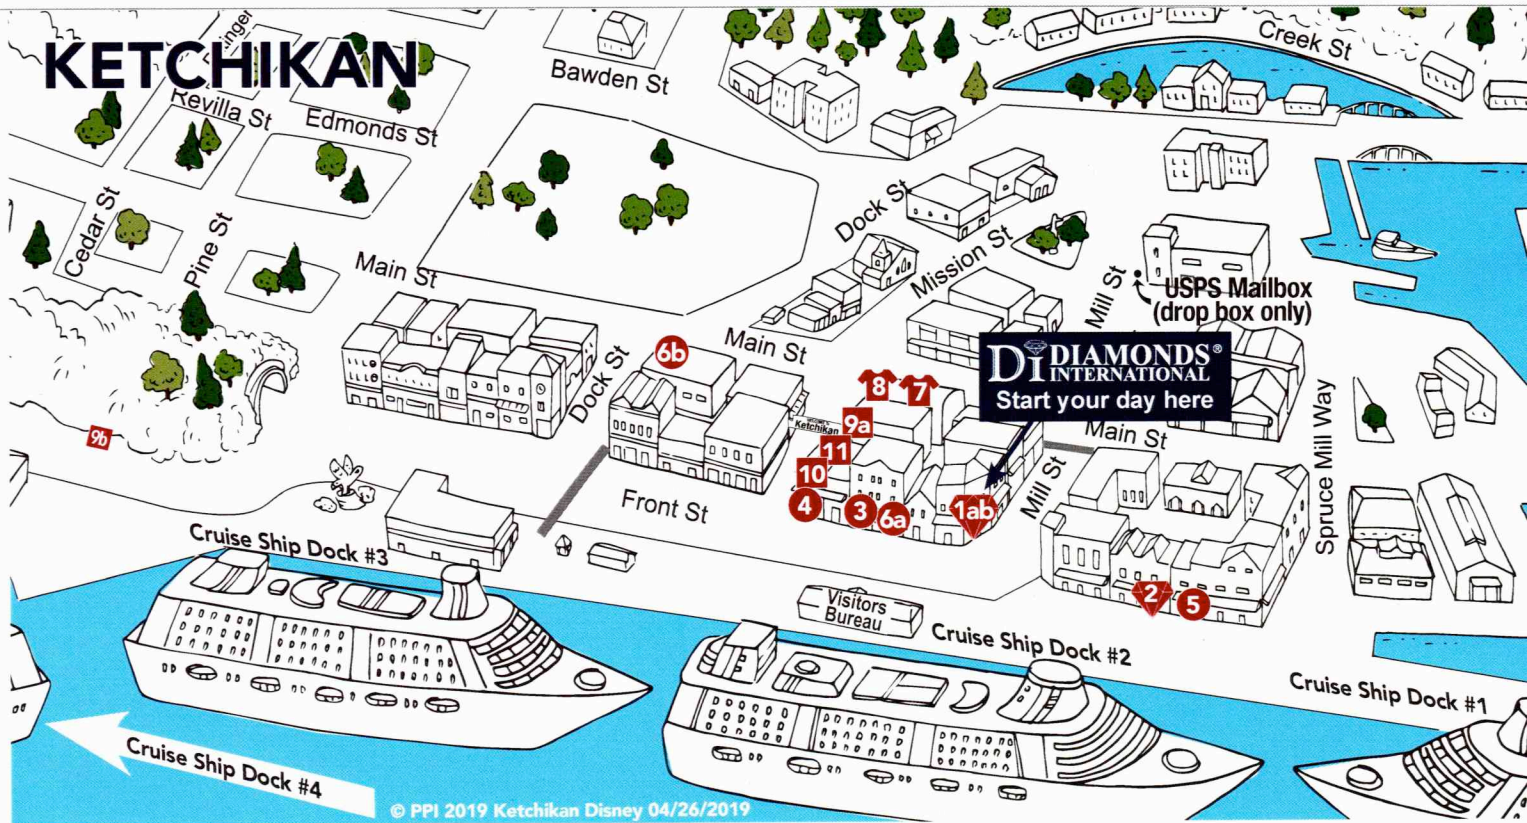 KETCHIKAN
Revilla St
Edmonds St
Bawden St
Creek St
Cedar St
Pine St
Main St
Dock St
Mission St
Mill St
USPS Mailbox
(drop box only)
Main St
Dock St
6b
8
7
DI DIAMONDS®
INTERNATIONAL
Start your day here
Ketchikan
9a
Main St
9b
11
10
4
3
6a
1ab
Mill St
Spruce Mill Way
Front St
Cruise Ship Dock #3
Visitors
Bureau
2
5
Cruise Ship Dock #2
Cruise Ship Dock #1
Cruise Ship Dock #4
© PPI 2019 Ketchikan Disney 04/26/2019